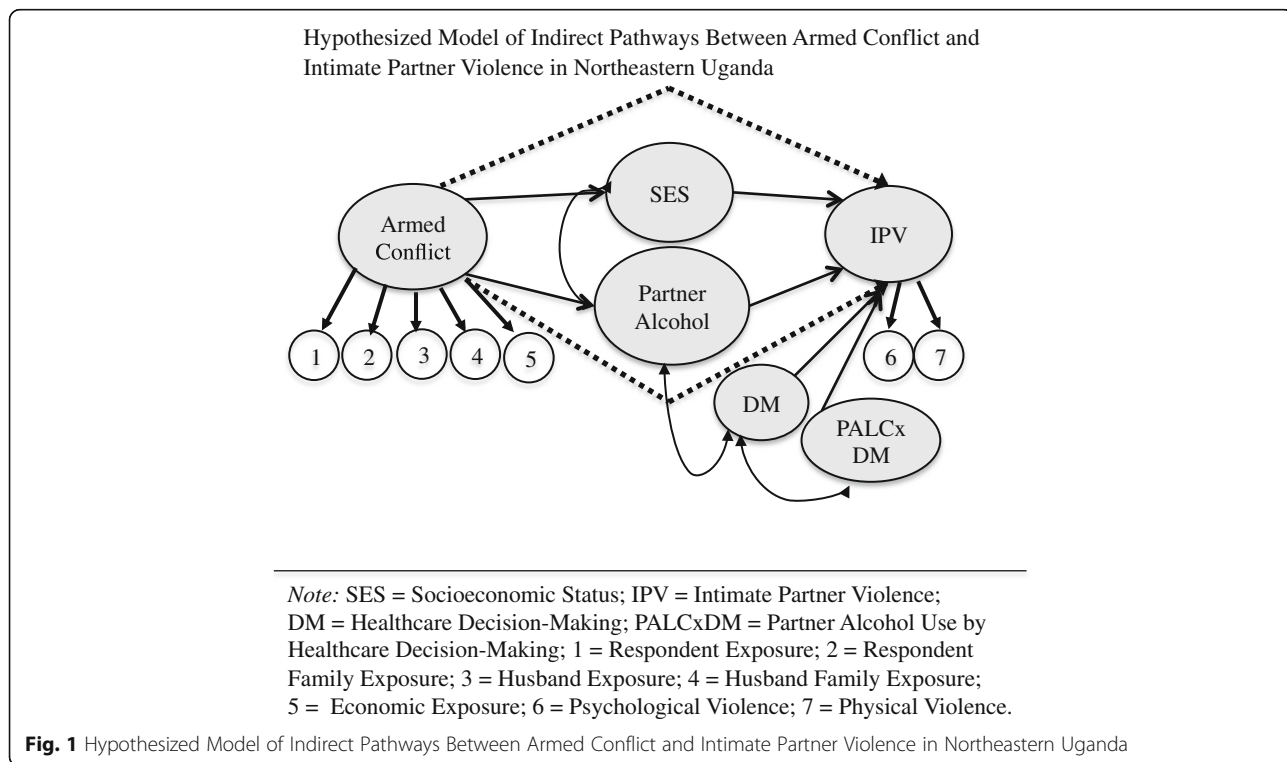 Hypothesized Model of Indirect Pathways Between Armed Conflict and
Intimate Partner Violence in Northeastern Uganda
SES
Armed
Conflict
IPV
Partner
Alcohol
1
2
3
4
5
6
7
DM
PALCx
DM
Note: SES = Socioeconomic Status; IPV = Intimate Partner Violence;
DM = Healthcare Decision-Making; PALCxDM = Partner Alcohol Use by
Healthcare Decision-Making; 1 = Respondent Exposure; 2 = Respondent
Family Exposure; 3 = Husband Exposure; 4 = Husband Family Exposure;
5 = Economic Exposure; 6 = Psychological Violence; 7 = Physical Violence.
Fig. 1 Hypothesized Model of Indirect Pathways Between Armed Conflict and Intimate Partner Violence in Northeastern Uganda